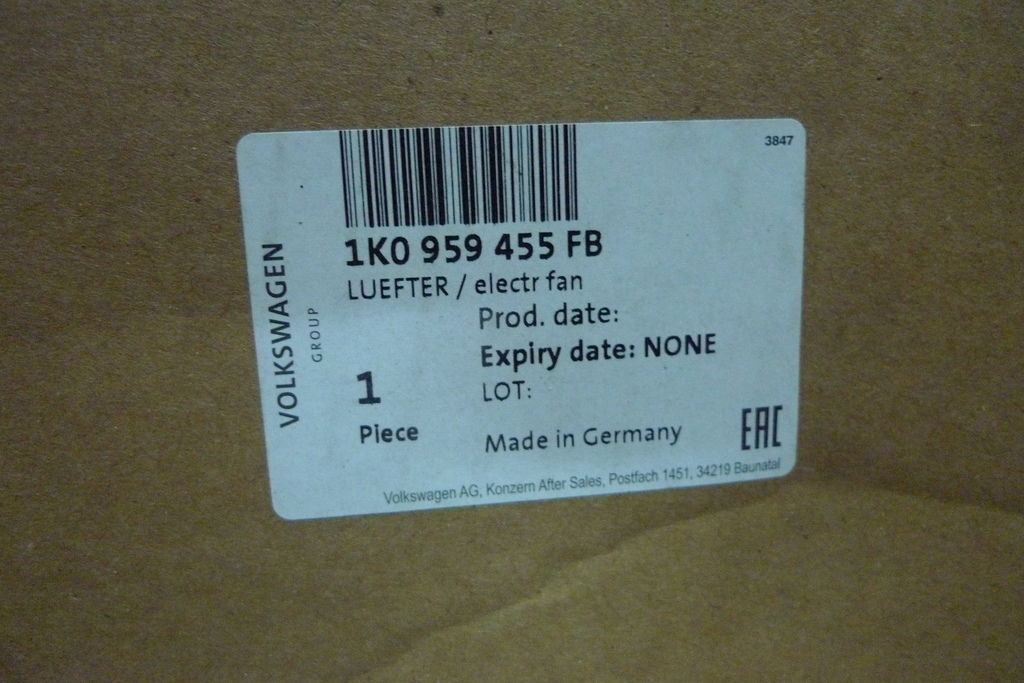 3847
VOLKSWAGEN
GROUP
1K0 959 455 FB
LUEFTER / electr fan
Prod. date:
Expiry date: NONE
LOT:
1
Piece
Made in Germany
EAC
Volkswagen AG, Konzern After Sales, Postfach 1451, 34219 Baunatal